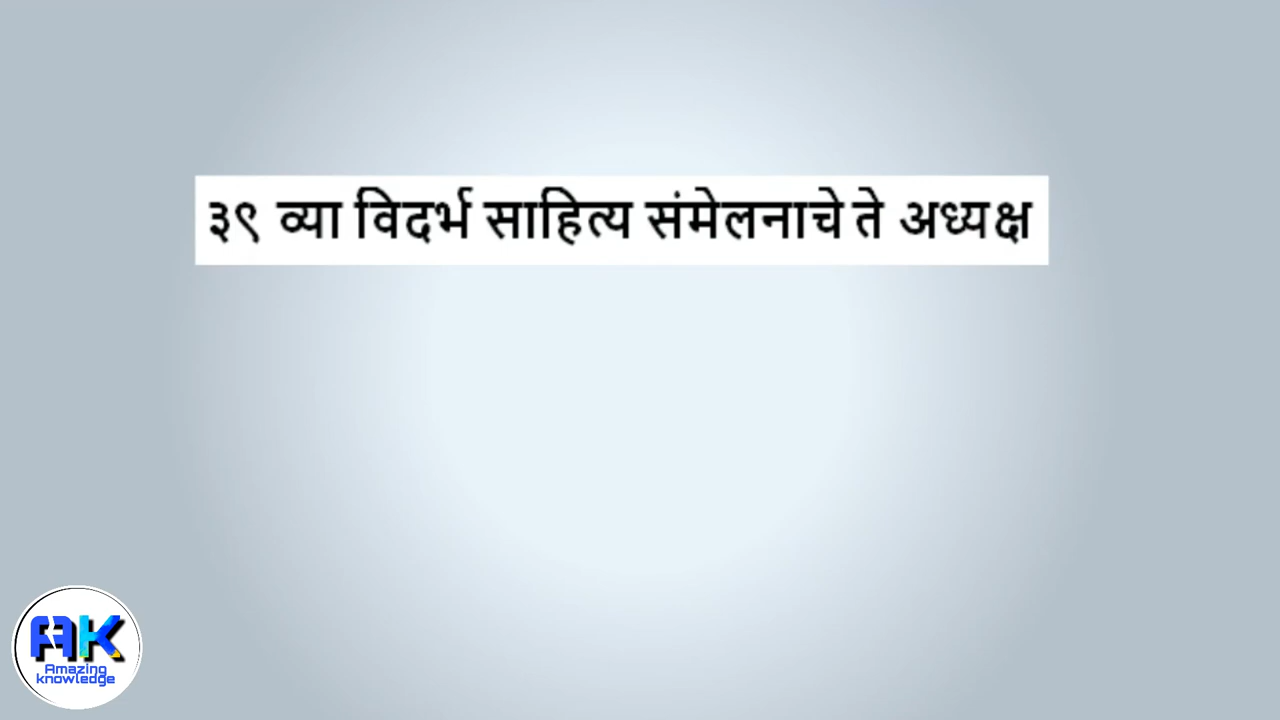 ३९ व्या विदर्भ साहित्य संमेलनाचे ते अध्यक्ष
AK
Amazing
knowledge